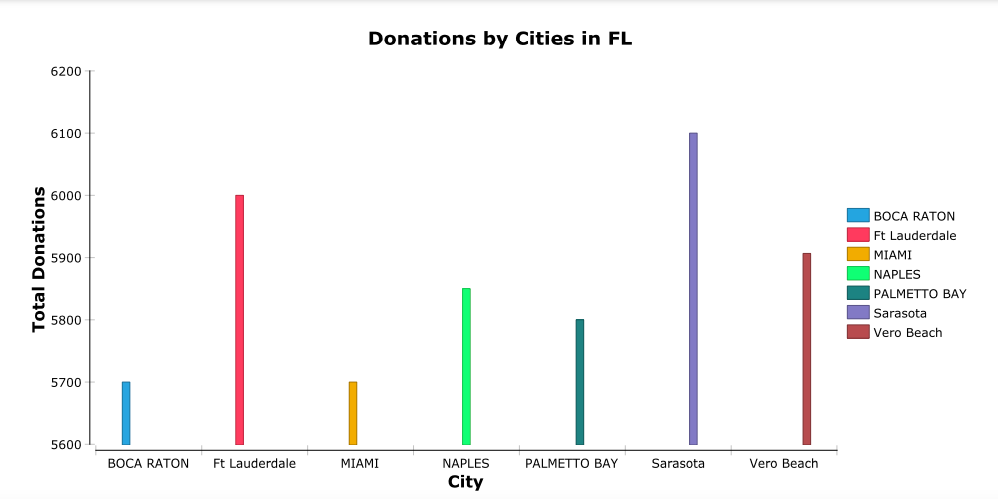 Donations by Cities in FL
6200
6100
6000
5900
5800
5700
5600
Total Donations
BOCA RATON
Ft Lauderdale
MIAMI
NAPLES
PALMETTO BAY
Sarasota
Vero Beach
City
BOCA RATON
Ft Lauderdale
MIAMI
NAPLES
PALMETTO BAY
Sarasota
Vero Beach